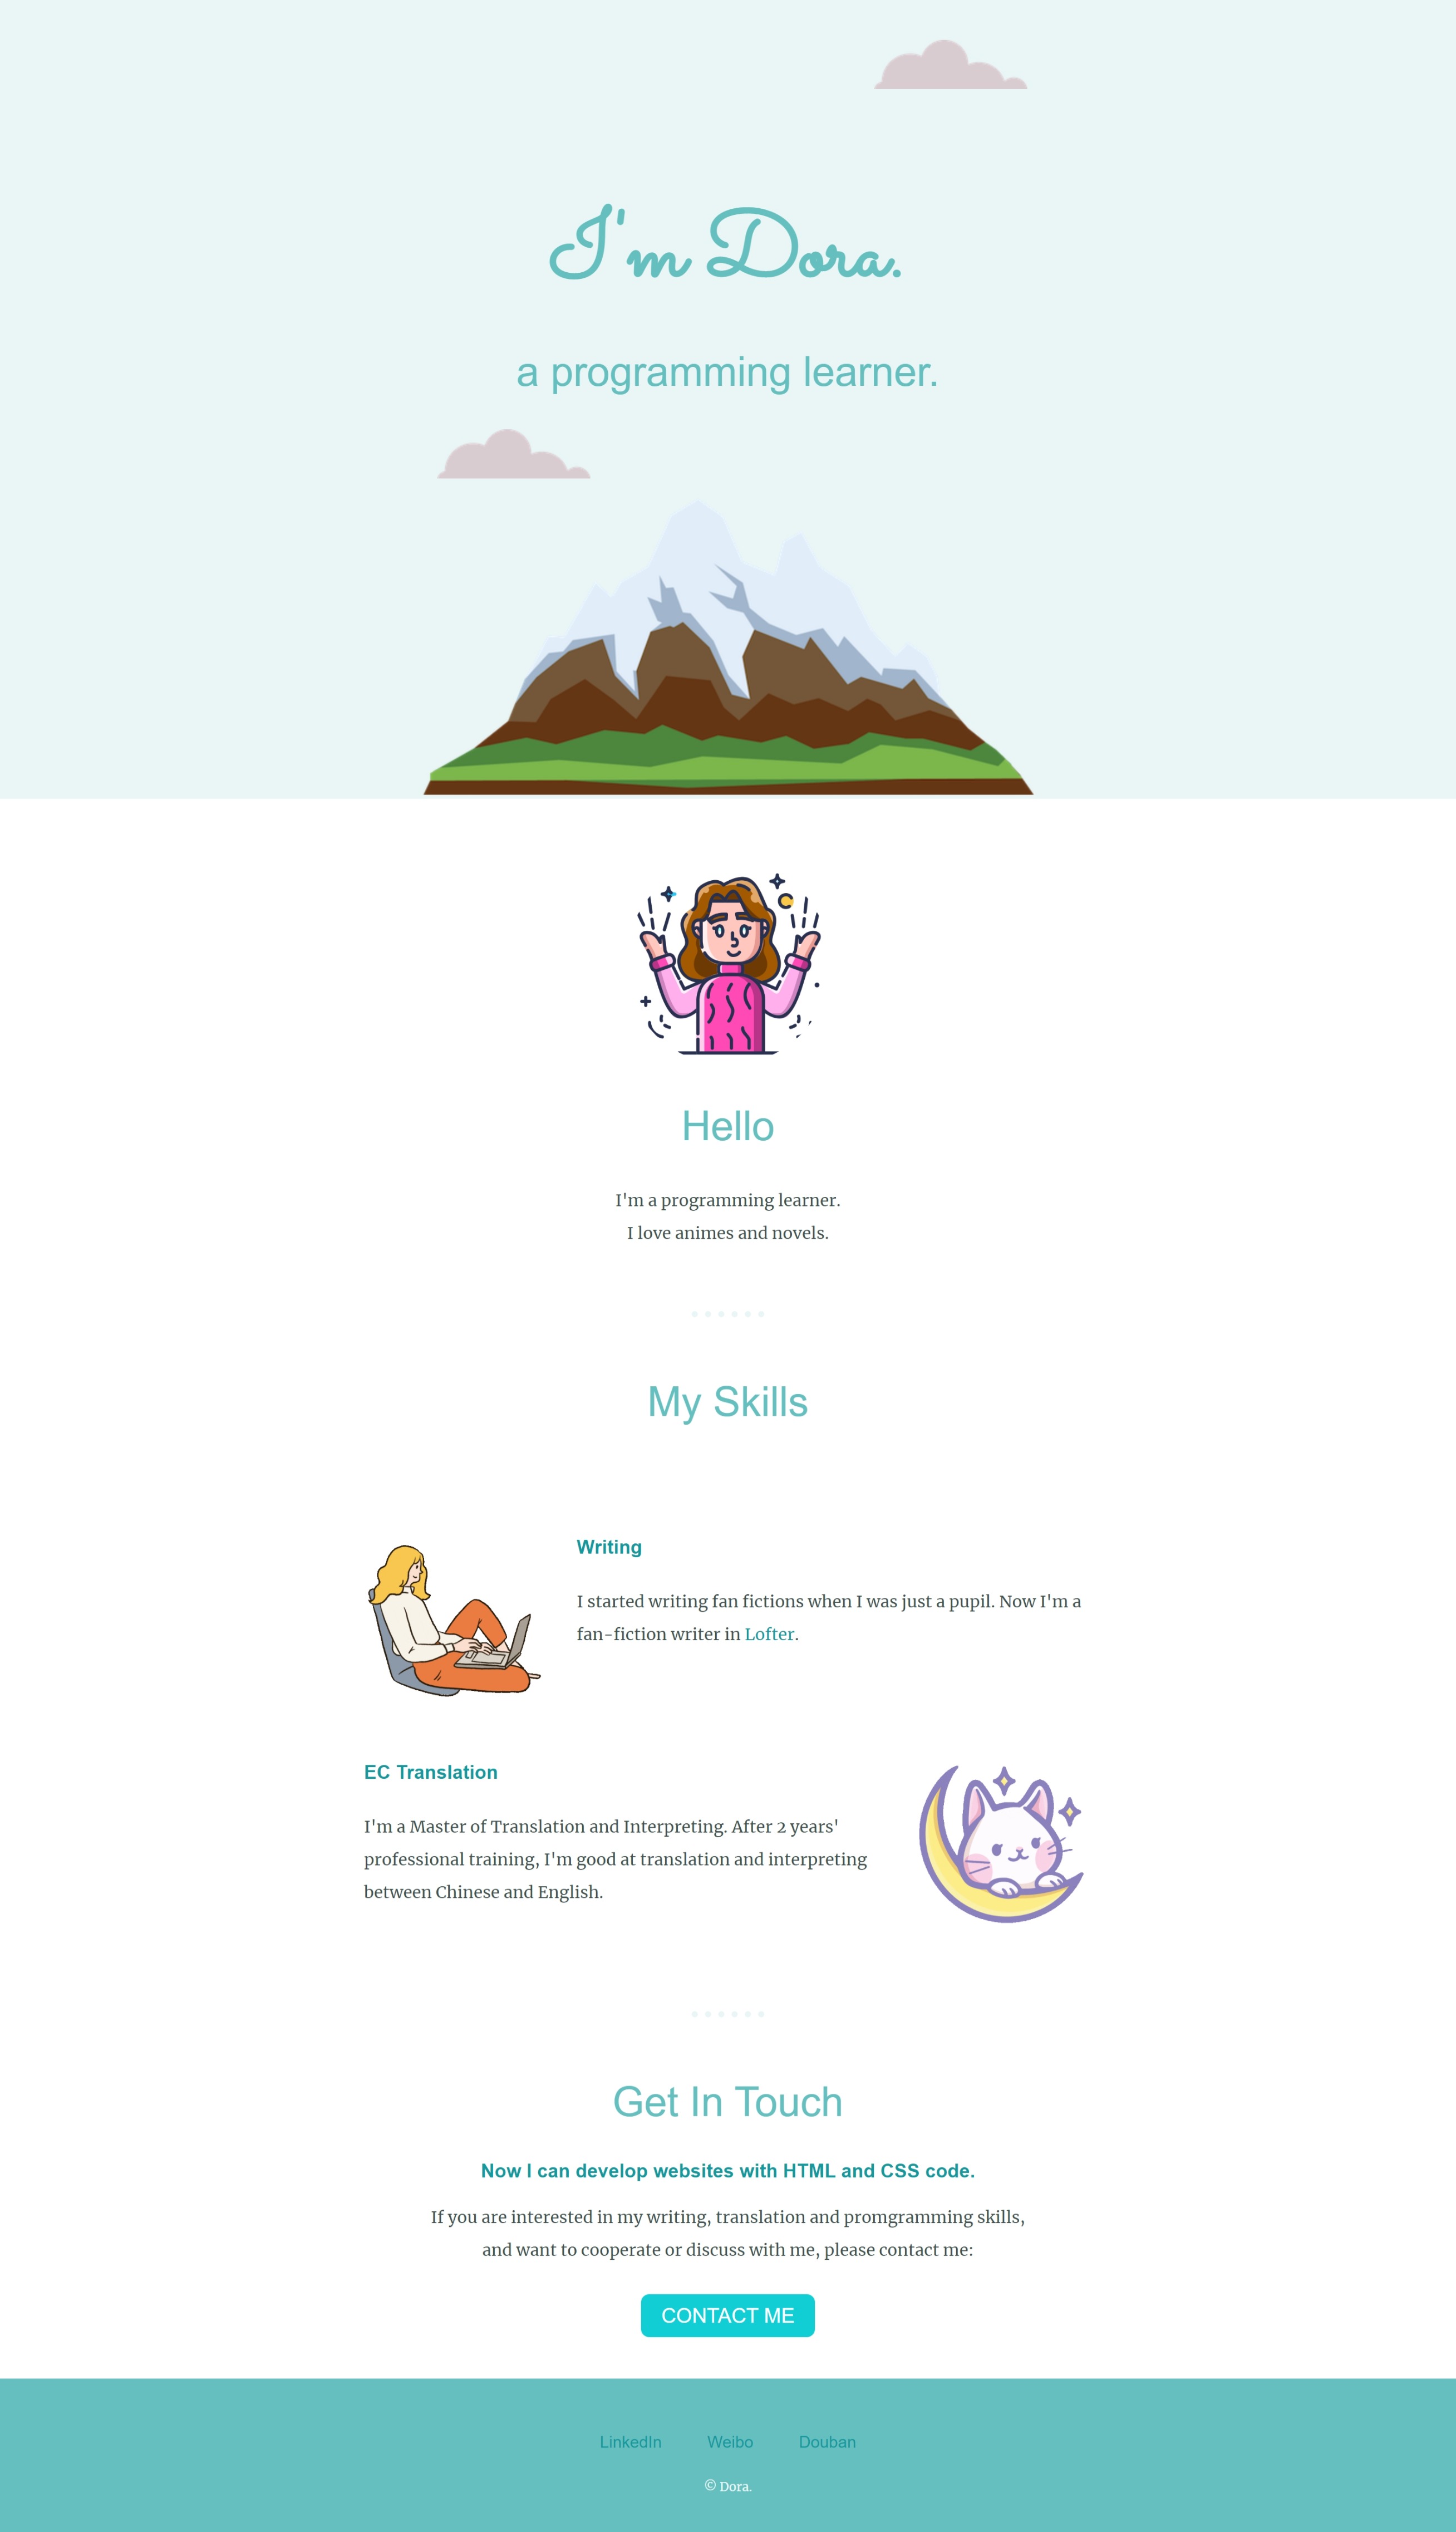 I'm Dora.
a programming learner.
Hello
I'm a programming learner.
I love animes and novels.
My Skills
Writing
I started writing fan fictions when I was just a pupil. Now I'm a
fan-fiction writer in Lofter.
EC Translation
I'm a Master of Translation and Interpreting. After 2 years'
professional training, I'm good at translation and interpreting
between Chinese and English.
Get In Touch
Now I can develop websites with HTML and CSS code.
If you are interested in my writing, translation and promgramming skills,
and want to cooperate or discuss with me, please contact me:
CONTACT ME
LinkedIn Weibo Douban
© Dora.